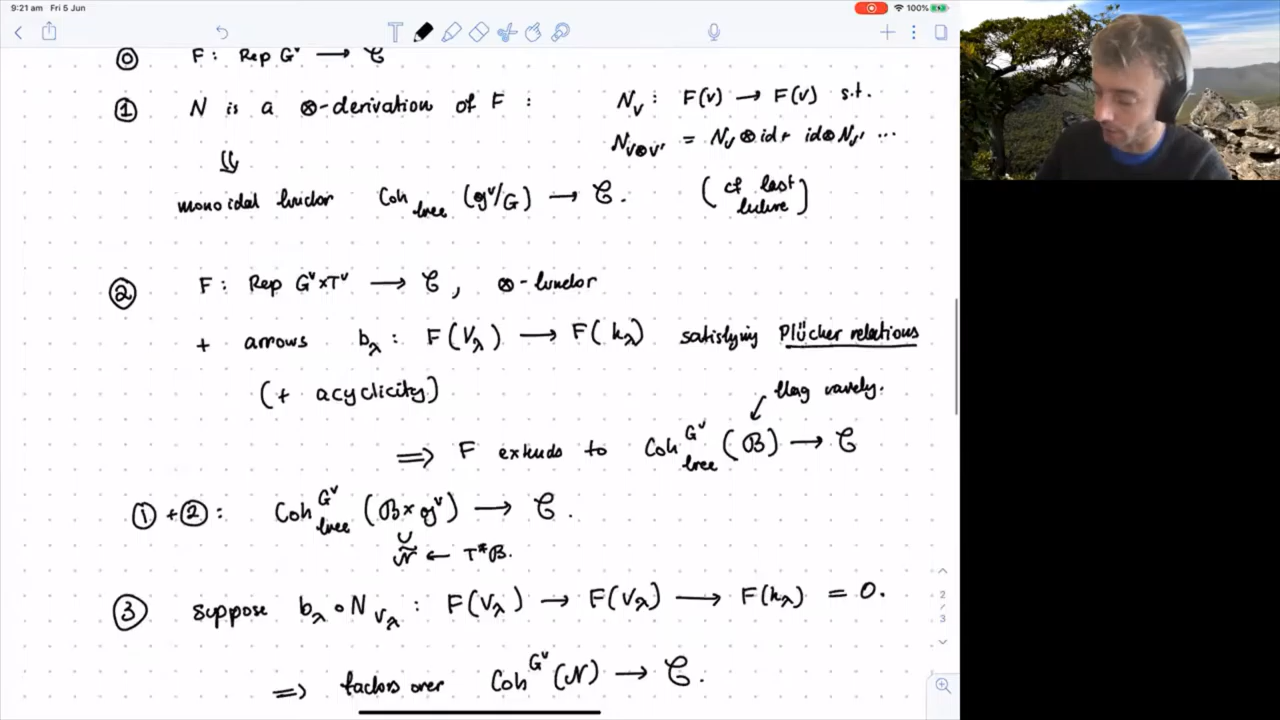 9:21 am Fri 5 Jun
100%
⓪ F : Rep G^∨ → 𝒞
① N is a ⊗-derivation of F : N_V : F(V) → F(V) s.t.
N_{V⊗V'} = N_V ⊗ id + id ⊗ N_{V'} ...
⇓
monoidal functor Coh_free (g^∨/G) → 𝒞. (cf last lecture)
② F : Rep G^∨×T^∨ → 𝒞, ⊗-functor
+ arrows b_λ : F(V_λ) → F(k_λ) satisfying Plücker relations
(+ acyclicity)
flag variety.
⇒ F extends to Coh^{G^∨}_free (ℬ) → 𝒞
① + ② : Coh^{G^∨}_free (ℬ × g^∨) → 𝒞.
∪
Ñ ← T*ℬ.
③ suppose b_λ ∘ N_{V_λ} : F(V_λ) → F(V_λ) → F(k_λ) = 0.
⇒ factors over Coh^{G^∨} (𝒩) → 𝒞.
2
/
3